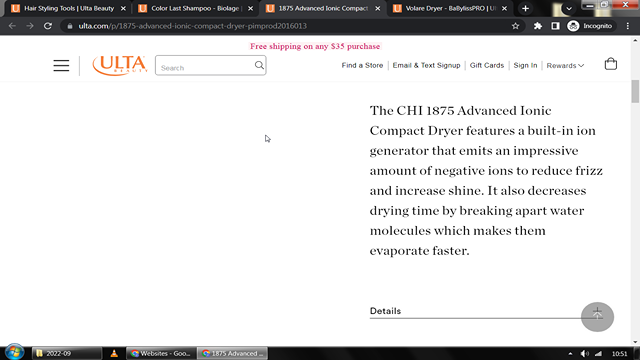 Hair Styling Tools | Ulta Beauty
Color Last Shampoo - Biolage
1875 Advanced Ionic Compact
Volare Dryer - BaBylissPRO | Ul
ulta.com/p/1875-advanced-ionic-compact-dryer-pimprod2016013
Incognito
Free shipping on any $35 purchase
ULTA
BEAUTY
Search
Find a Store
Email & Text Signup
Gift Cards
Sign In
Rewards
The CHI 1875 Advanced Ionic
Compact Dryer features a built-in ion
generator that emits an impressive
amount of negative ions to reduce frizz
and increase shine. It also decreases
drying time by breaking apart water
molecules which makes them
evaporate faster.
Details
2022-09
Websites - Goo...
1875 Advanced ...
10:51